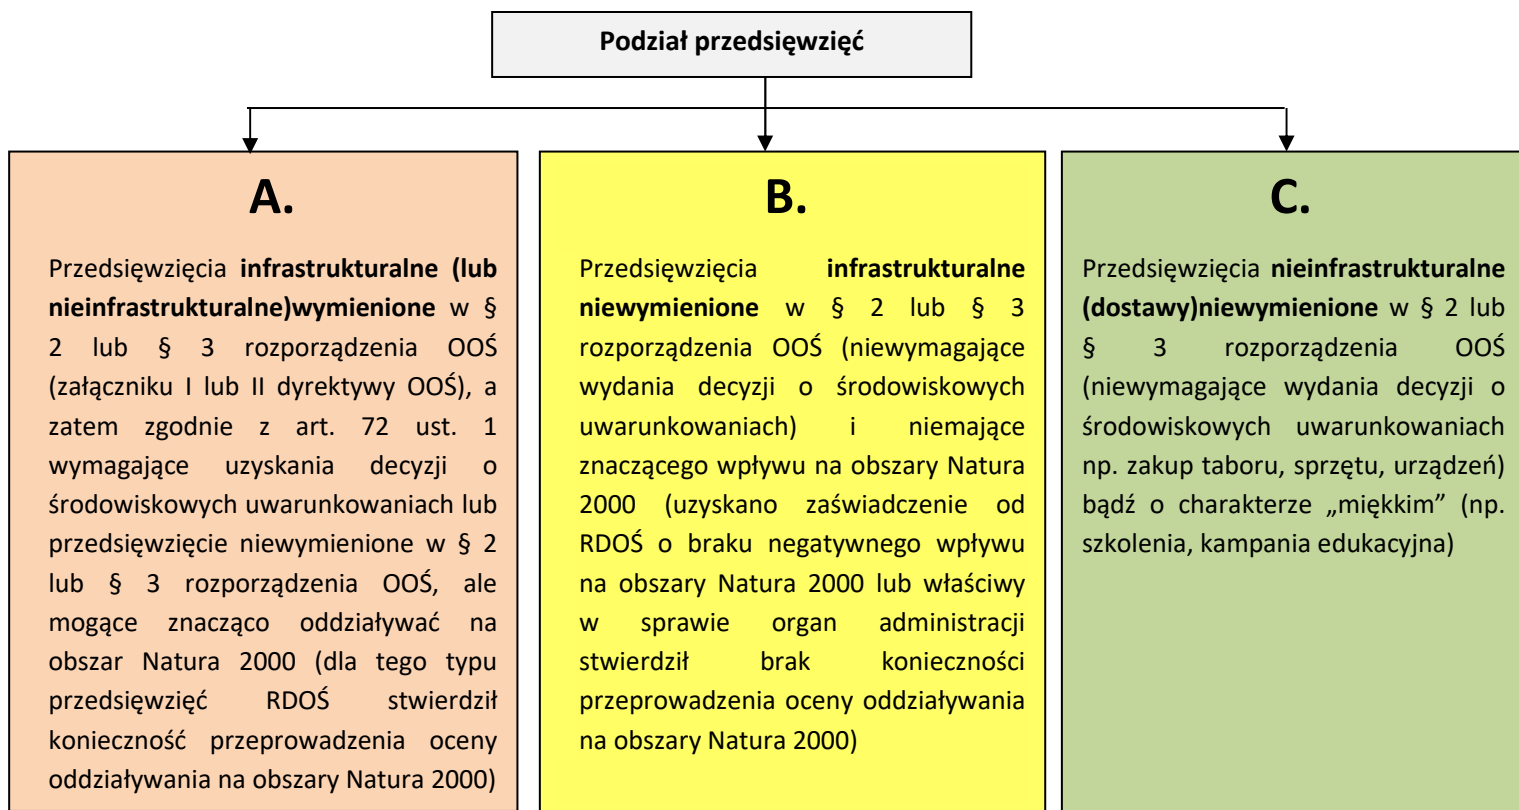 Podział przedsięwzięć
A.
Przedsięwzięcia infrastrukturalne (lub
nieinfrastrukturalne)wymienione w §
2 lub § 3 rozporządzenia OOŚ
(załączniku I lub II dyrektywy OOŚ), a
zatem zgodnie z art. 72 ust. 1
wymagające uzyskania decyzji o
środowiskowych uwarunkowaniach lub
przedsięwzięcie niewymienione w § 2
lub § 3 rozporządzenia OOŚ, ale
mogące znacząco oddziaływać na
obszar Natura 2000 (dla tego typu
przedsięwzięć RDOŚ stwierdził
konieczność przeprowadzenia oceny
oddziaływania na obszary Natura 2000)
B.
Przedsięwzięcia infrastrukturalne
niewymienione w § 2 lub § 3
rozporządzenia OOŚ (niewymagające
wydania decyzji o środowiskowych
uwarunkowaniach) i niemające
znaczącego wpływu na obszary Natura
2000 (uzyskano zaświadczenie od
RDOŚ o braku negatywnego wpływu
na obszary Natura 2000 lub właściwy
w sprawie organ administracji
stwierdził brak konieczności
przeprowadzenia oceny oddziaływania
na obszary Natura 2000)
C.
Przedsięwzięcia nieinfrastrukturalne
(dostawy)niewymienione w § 2 lub
§ 3 rozporządzenia OOŚ
(niewymagające wydania decyzji o
środowiskowych uwarunkowaniach
np. zakup taboru, sprzętu, urządzeń)
bądź o charakterze „miękkim” (np.
szkolenia, kampania edukacyjna)